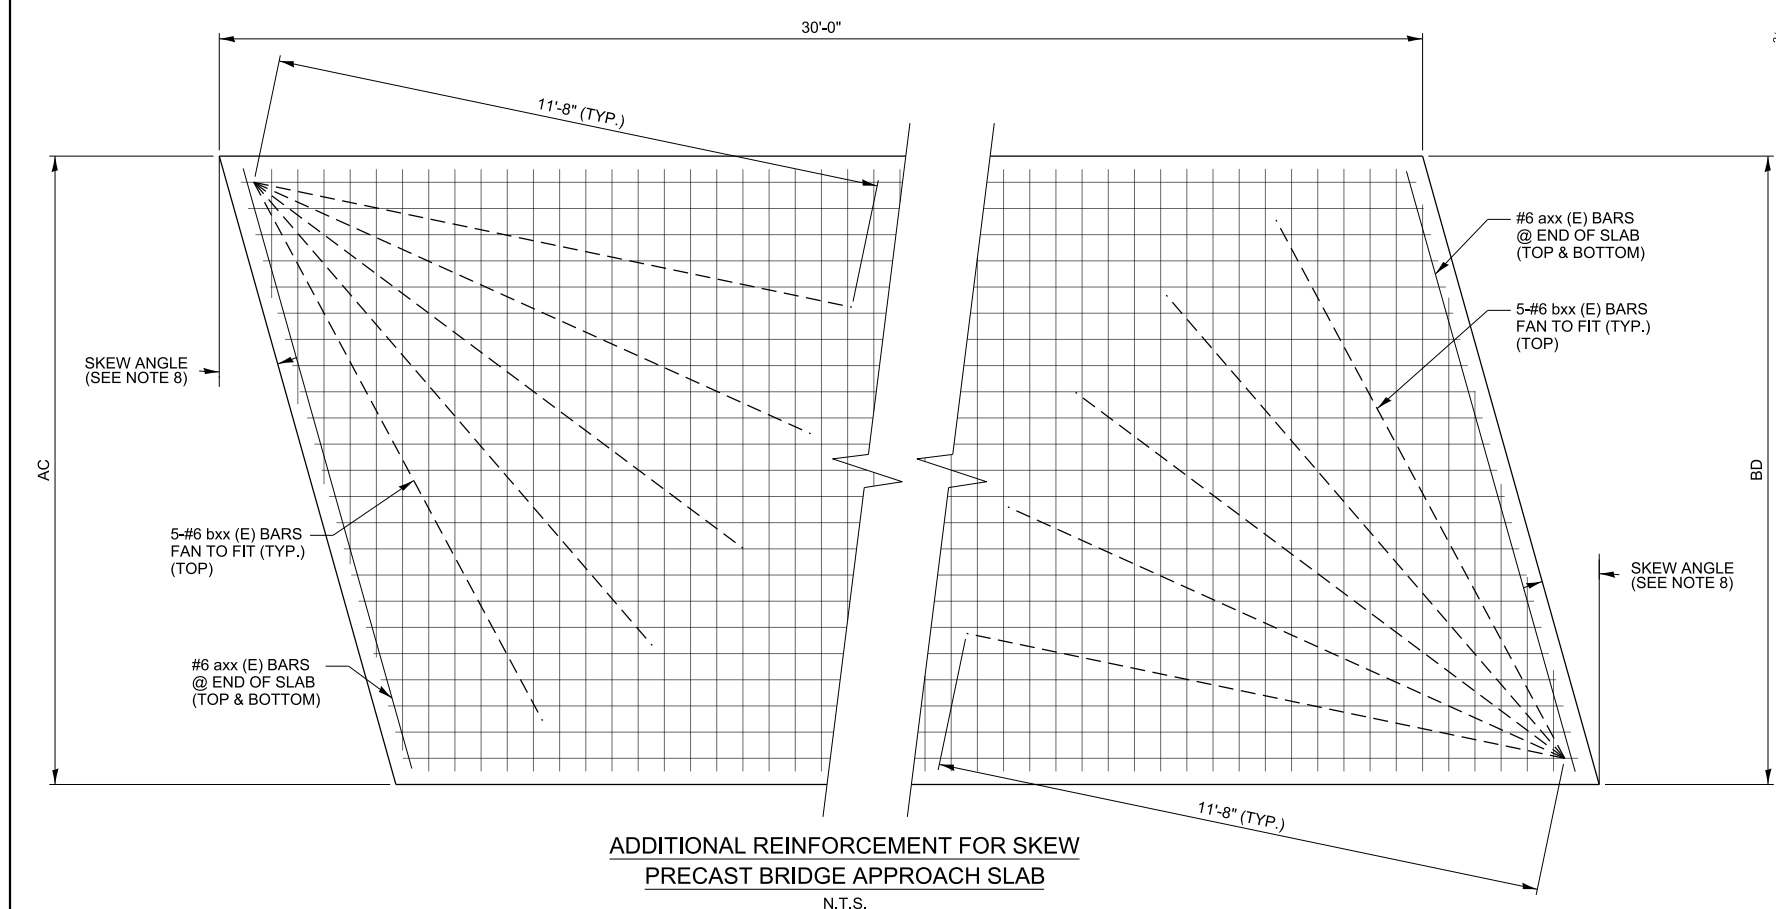 30'-0"
11'-8" (TYP.)
#6 axx (E) BARS
@ END OF SLAB
(TOP & BOTTOM)
5-#6 bxx (E) BARS
FAN TO FIT (TYP.)
(TOP)
SKEW ANGLE
(SEE NOTE 8)
AC
BD
5-#6 bxx (E) BARS
FAN TO FIT (TYP.)
(TOP)
SKEW ANGLE
(SEE NOTE 8)
#6 axx (E) BARS
@ END OF SLAB
(TOP & BOTTOM)
11'-8" (TYP.)
ADDITIONAL REINFORCEMENT FOR SKEW
PRECAST BRIDGE APPROACH SLAB
N.T.S.